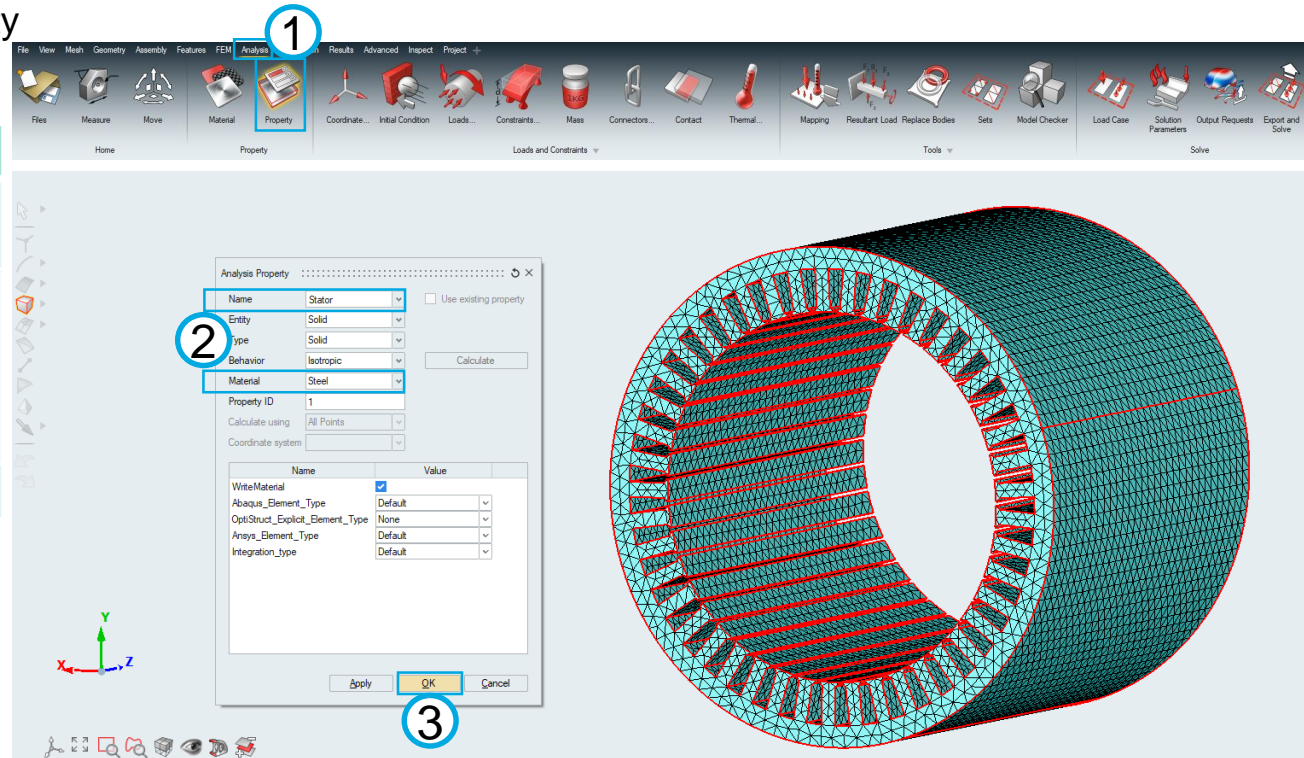 y
1
File View Mesh Geometry Assembly Features FEM Analysis Results Advanced Inspect Project +
Files Measure Move Material Property Coordinate... Initial Condition Loads... Constraints... Mass Connectors... Contact Thermal... Mapping Resultant Load Replace Bodies Sets Model Checker Load Case Solution Parameters Output Requests Export and Solve
Home Property Loads and Constraints Tools Solve
Analysis Property
Name Stator Use existing property
2
Entity Solid
Type Solid
Behavior Isotropic Calculate
Material Steel
Property ID 1
Calculate using All Points
Coordinate system
Name Value
WriteMaterial
Abaqus_Element_Type Default
OptiStruct_Explicit_Element_Type None
Ansys_Element_Type Default
Integration_type Default
Apply OK Cancel
3
Y
X Z